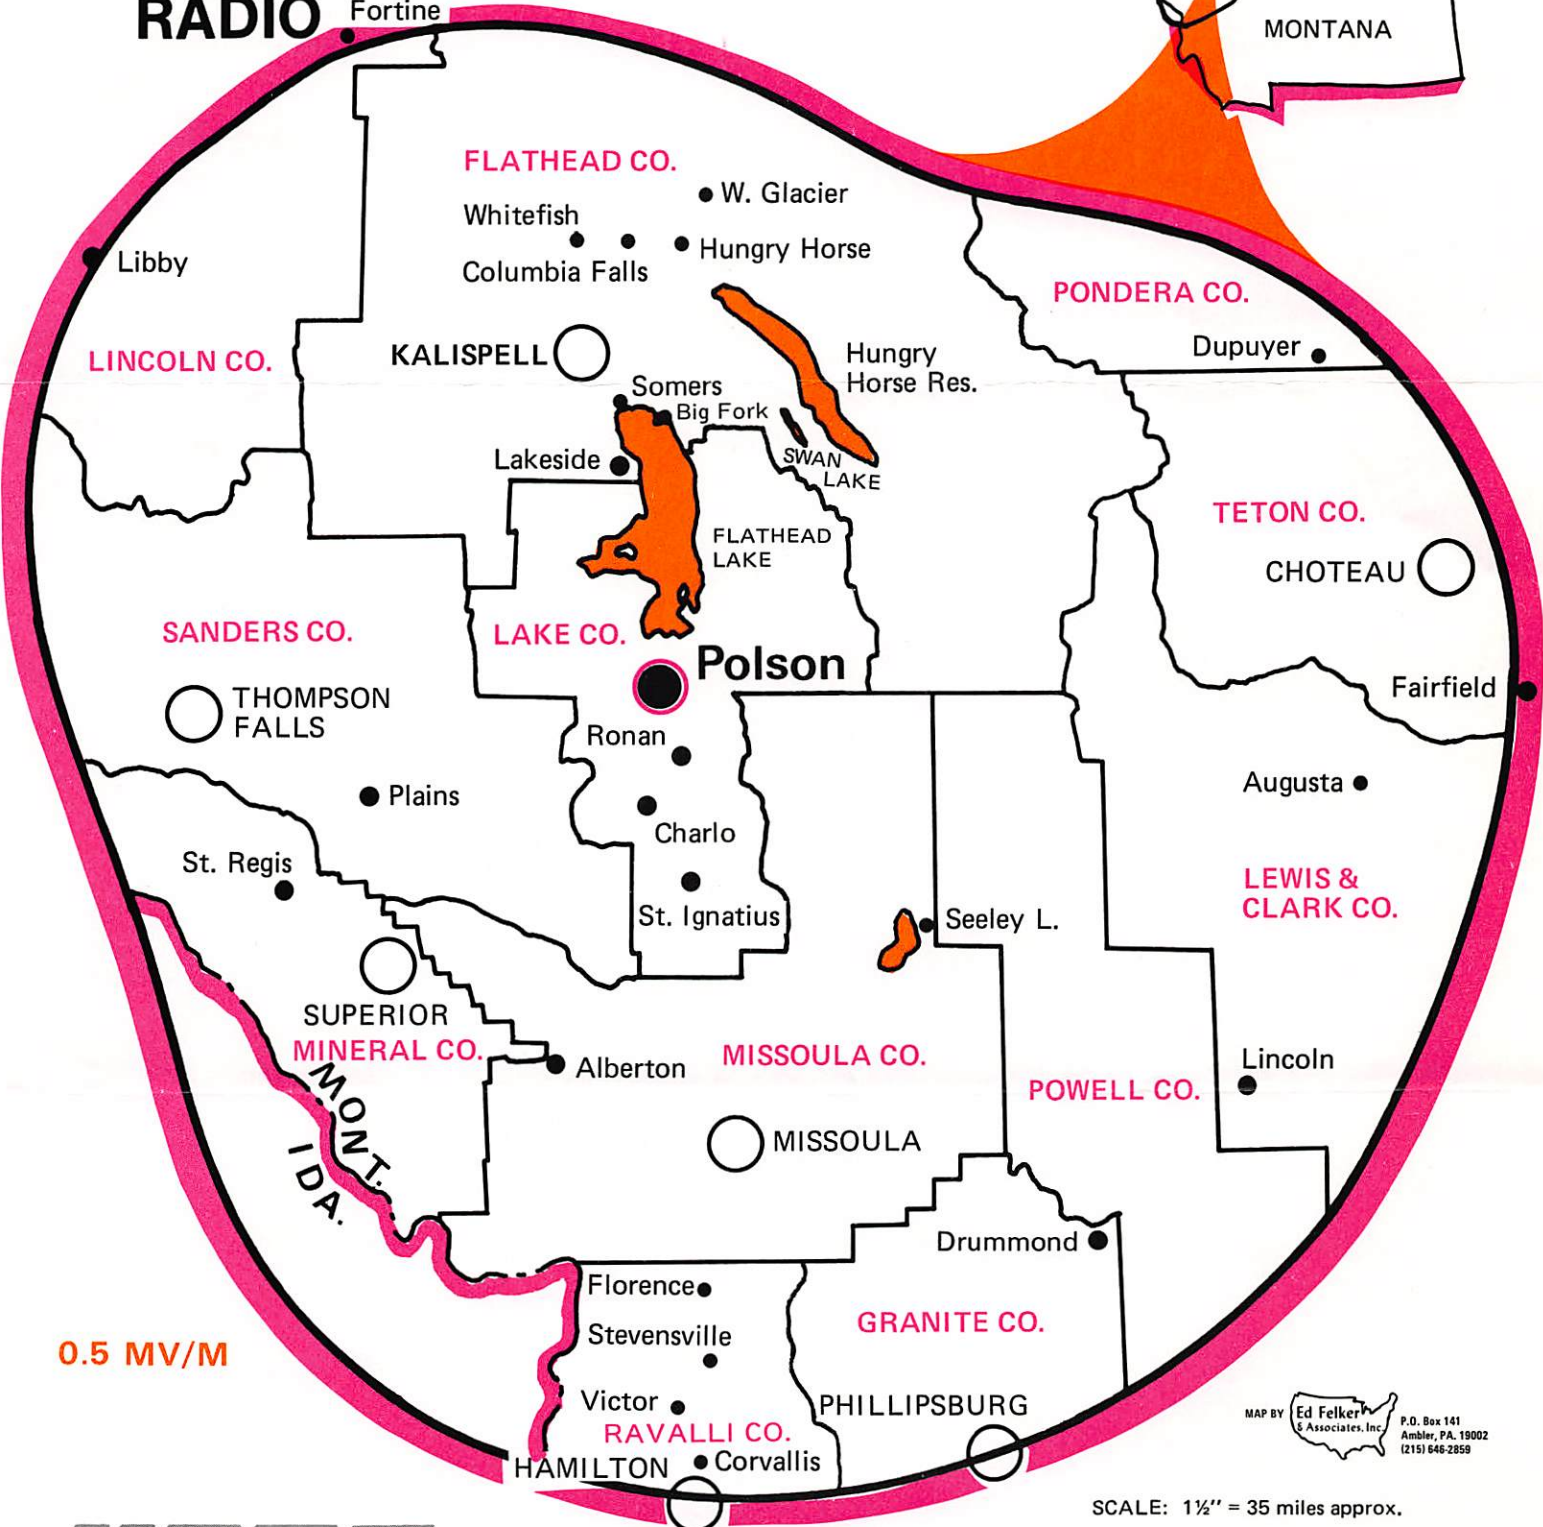 RADIO
Fortine
MONTANA
FLATHEAD CO.
W. Glacier
Whitefish
Hungry Horse
Columbia Falls
Libby
PONDERA CO.
Dupuyer
LINCOLN CO.
KALISPELL
Hungry
Horse Res.
Somers
Big Fork
SWAN
LAKE
Lakeside
TETON CO.
FLATHEAD
LAKE
CHOTEAU
SANDERS CO.
LAKE CO.
Polson
Fairfield
THOMPSON
FALLS
Ronan
Augusta
Plains
Charlo
St. Regis
LEWIS &
CLARK CO.
St. Ignatius
Seeley L.
SUPERIOR
MINERAL CO.
Alberton
MISSOULA CO.
Lincoln
POWELL CO.
MONT.
IDA.
MISSOULA
Drummond
Florence
GRANITE CO.
Stevensville
0.5 MV/M
Victor
PHILLIPSBURG
RAVALLI CO.
HAMILTON
Corvallis
MAP BY
Ed Felker
& Associates, Inc.
P.O. Box 141
Ambler, PA. 19002
(215) 646-2859
SCALE: 1½" = 35 miles approx.